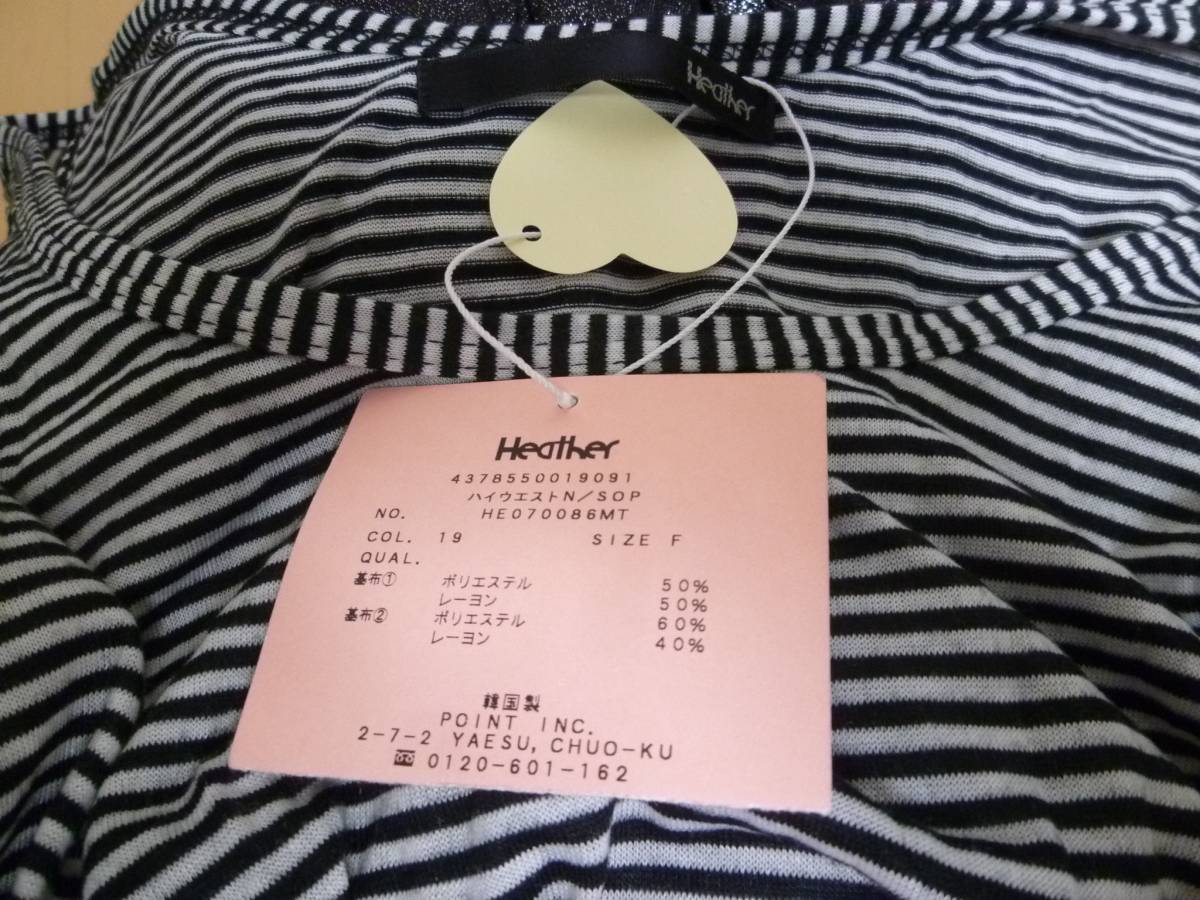 Heather
Heather
4378550019091
ハイウエストN/SOP
NO. HE070086MT
COL. 19 SIZE F
QUAL.
基布① ポリエステル 50%
レーヨン 50%
基布② ポリエステル 60%
レーヨン 40%
韓国製
POINT INC.
2-7-2 YAESU, CHUO-KU
0120-601-162